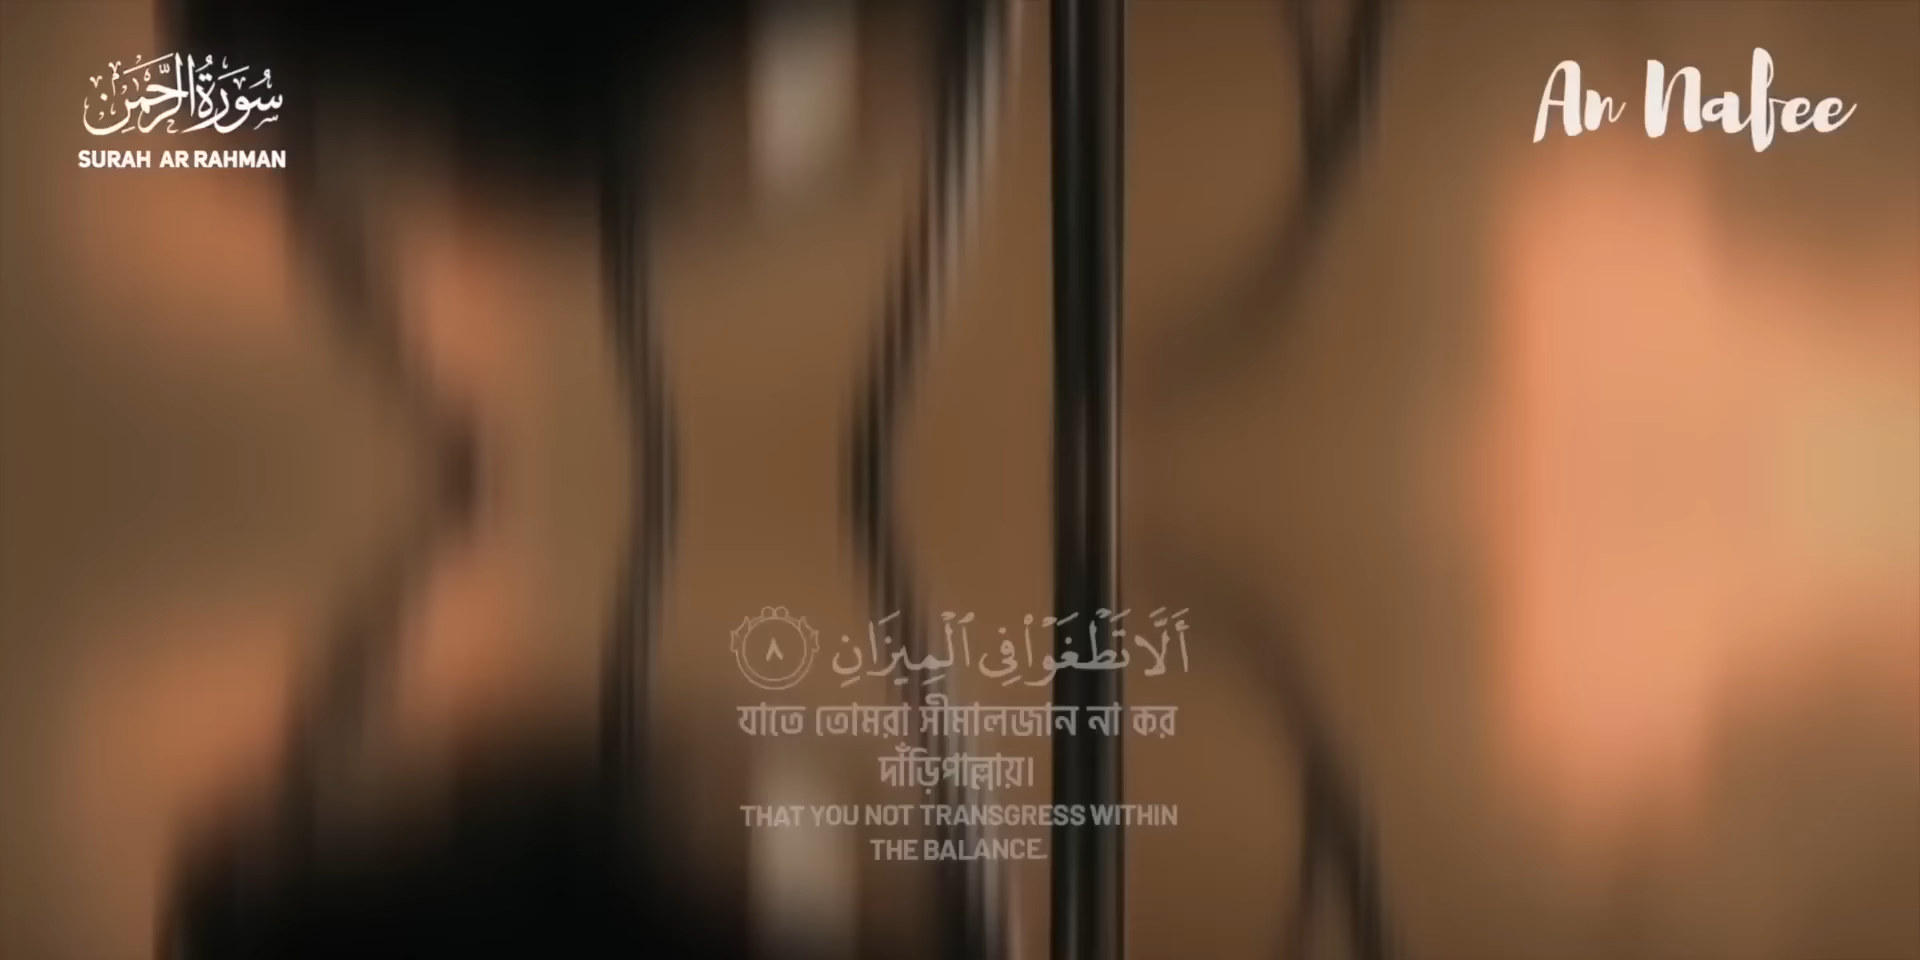 سُورَةُ الرَّحْمٰن
SURAH AR RAHMAN
An Nafee
أَلَّا تَطْغَوْا۟ فِى ٱلْمِيزَانِ ٨
যাতে তোমরা সীমালঙ্ঘন না কর
দাঁড়িপাল্লায়।
THAT YOU NOT TRANSGRESS WITHIN
THE BALANCE.